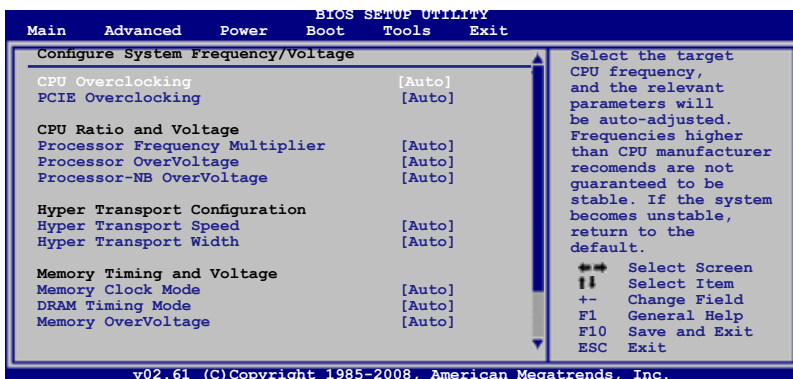 BIOS SETUP UTILITY
Main Advanced Power Boot Tools Exit
Configure System Frequency/Voltage
CPU Overclocking [Auto]
PCIE Overclocking [Auto]
CPU Ratio and Voltage
Processor Frequency Multiplier [Auto]
Processor OverVoltage [Auto]
Processor-NB OverVoltage [Auto]
Hyper Transport Configuration
Hyper Transport Speed [Auto]
Hyper Transport Width [Auto]
Memory Timing and Voltage
Memory Clock Mode [Auto]
DRAM Timing Mode [Auto]
Memory OverVoltage [Auto]
Select the target
CPU frequency,
and the relevant
parameters will
be auto-adjusted.
Frequencies higher
than CPU manufacturer
recomends are not
guaranteed to be
stable. If the system
becomes unstable,
return to the
default.
Select Screen
Select Item
+- Change Field
F1 General Help
F10 Save and Exit
ESC Exit
v02.61 (C)Copyright 1985-2008, American Megatrends, Inc.